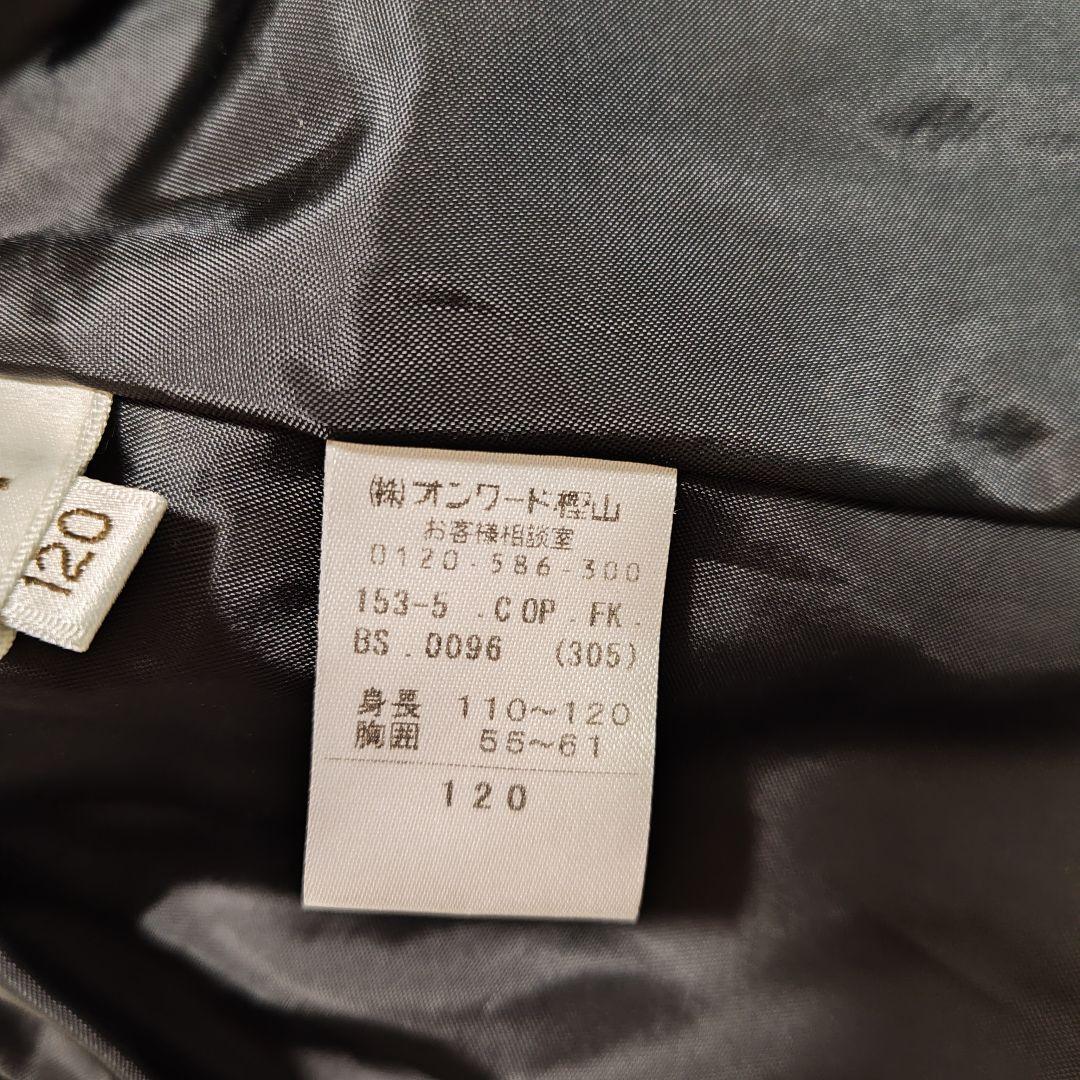 120
(株)オンワード樫山
お客様相談室
0120-586-300
153-5 .COP.FK.
BS.0096 (305)
身長 110～120
胸囲 55～61
120